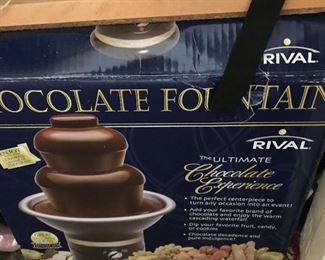 RIVAL
OCOLATE FOUNTAIN
RIVAL
The ULTIMATE
Chocolate
Experience
• The perfect centerpiece to
turn any occasion into an event!
• Add your favorite brand of
chocolate and enjoy the warm
cascading waterfall
• Dip your favorite fruit, candy,
or cookies
• Chocolate decadence and
pure indulgence!